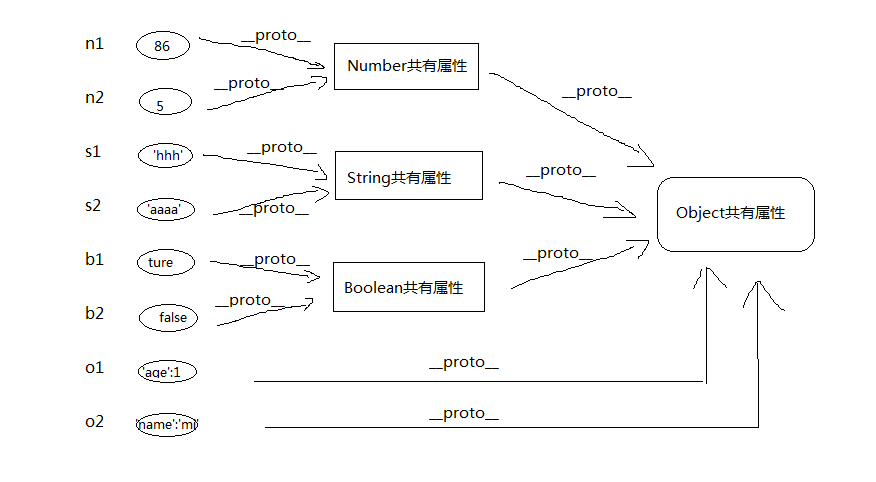 n1 86 __proto__ Number共有属性
n2 5 __proto__
__proto__
s1 'hhh' __proto__ String共有属性
s2 'aaaa' __proto__
__proto__
Object共有属性
b1 ture __proto__ Boolean共有属性
b2 false __proto__
__proto__
o1 'age':1 __proto__
o2 'name':'mi' __proto__